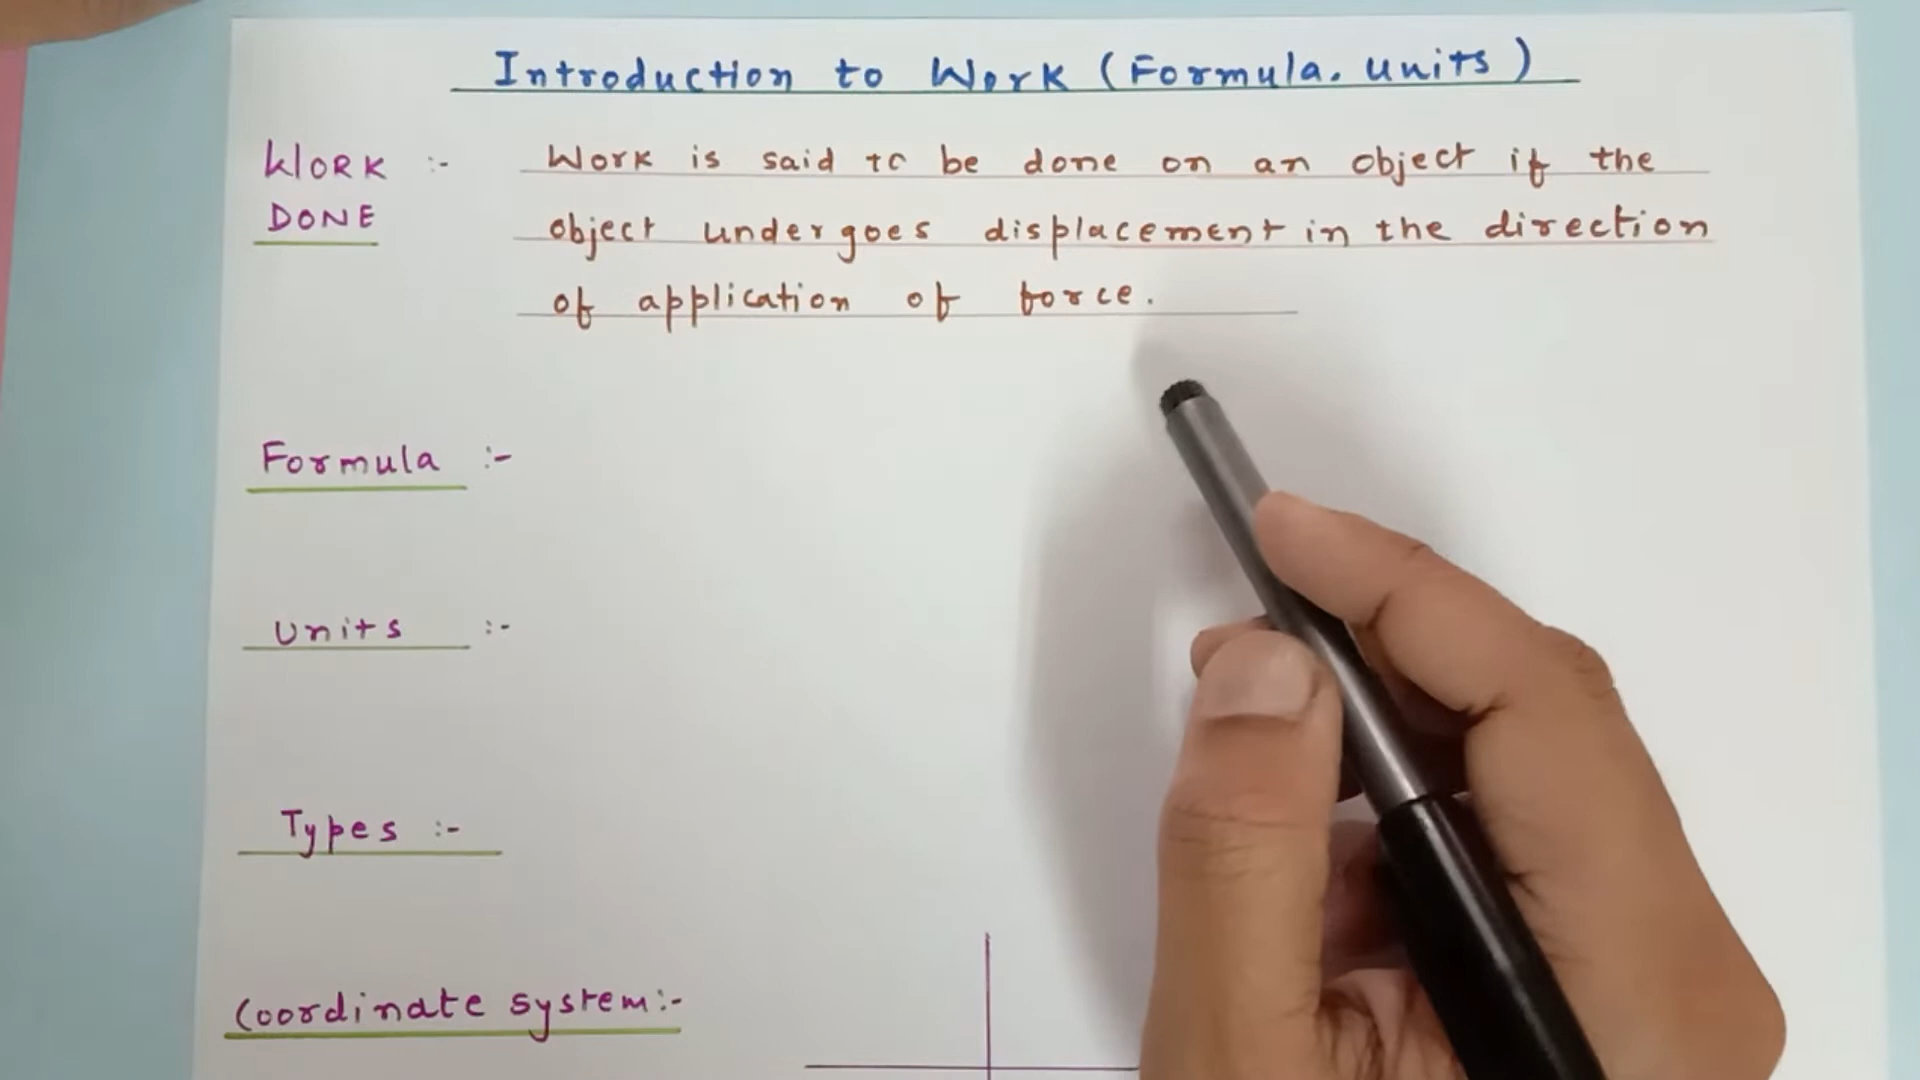 Introduction to Work (Formula. Units)
WORK :- Work is said to be done on an object if the
DONE object undergoes displacement in the direction
of application of force.
Formula :-
Units :-
Types :-
Coordinate system:-